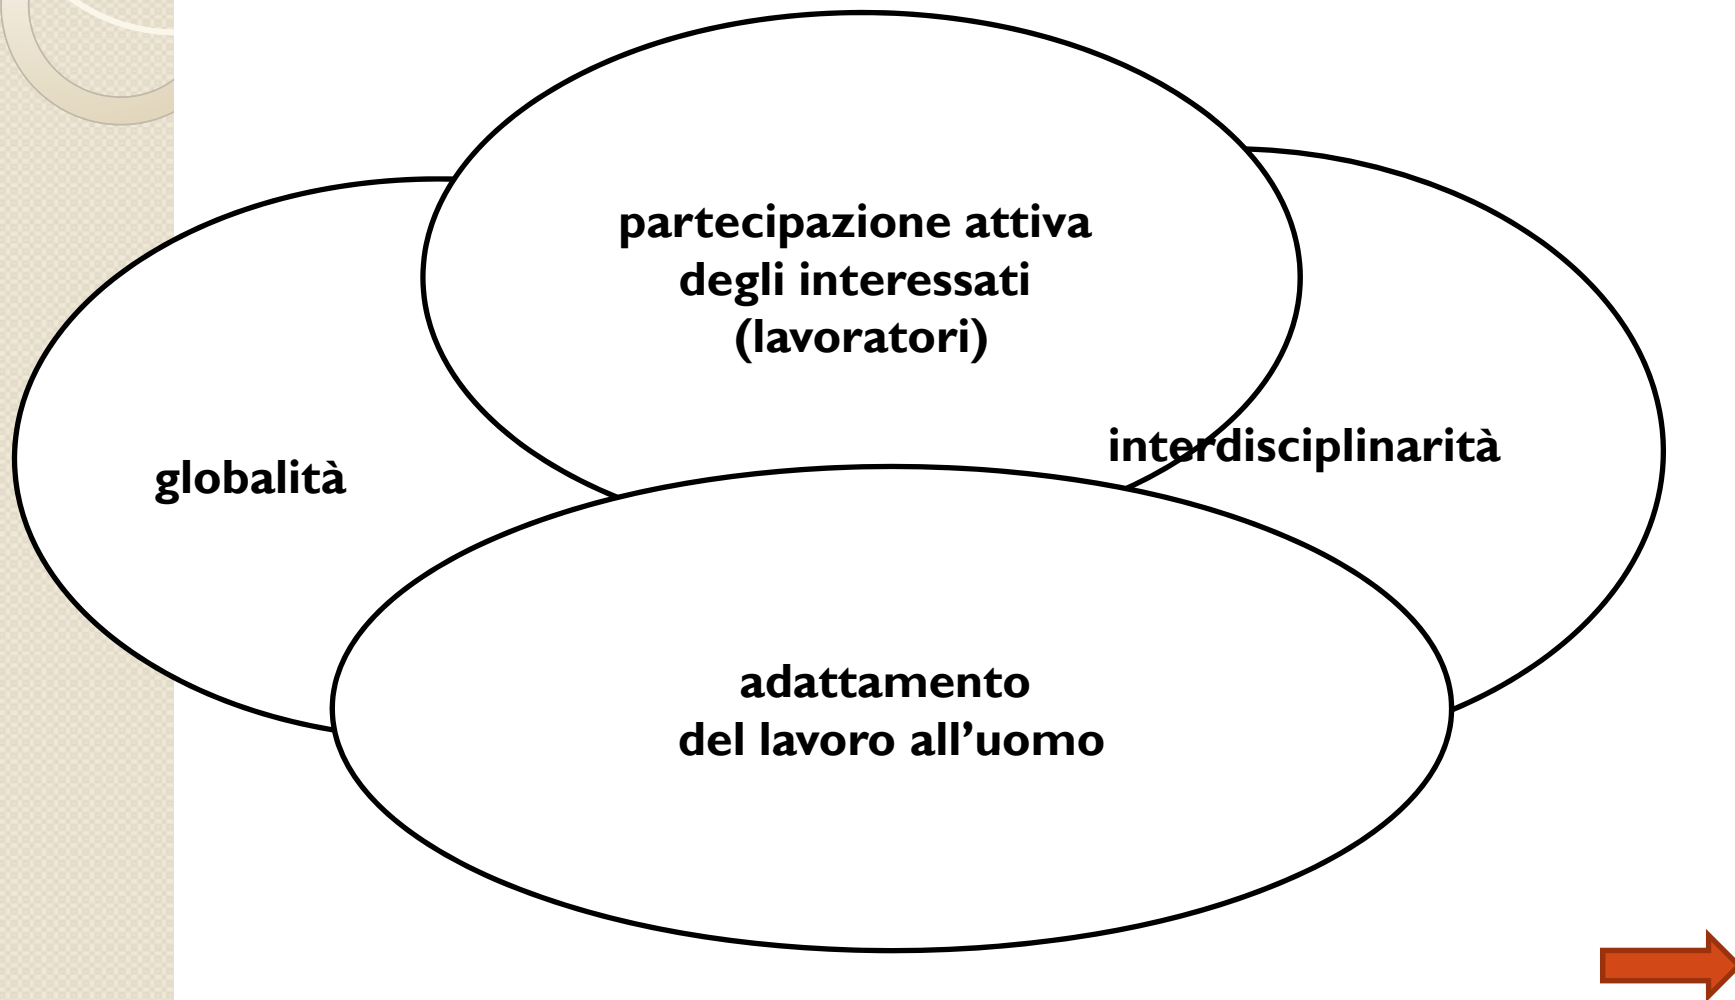 partecipazione attiva
degli interessati
(lavoratori)
interdisciplinarità
globalità
adattamento
del lavoro all’uomo